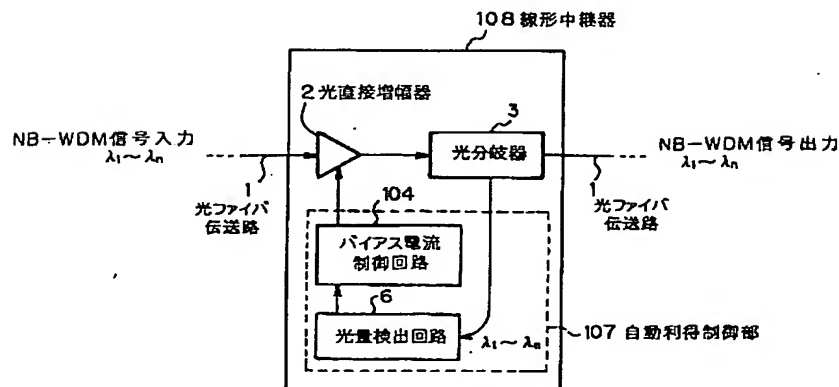 108 線形中継器
2 光直接増幅器
3
NB-WDM信号入力
λ1~λn
光分岐器
NB-WDM信号出力
λ1~λn
1
光ファイバ
伝送路
1
光ファイバ
伝送路
104
バイアス電流
制御回路
6
光量検出回路
λ1~λn
107 自動利得制御部